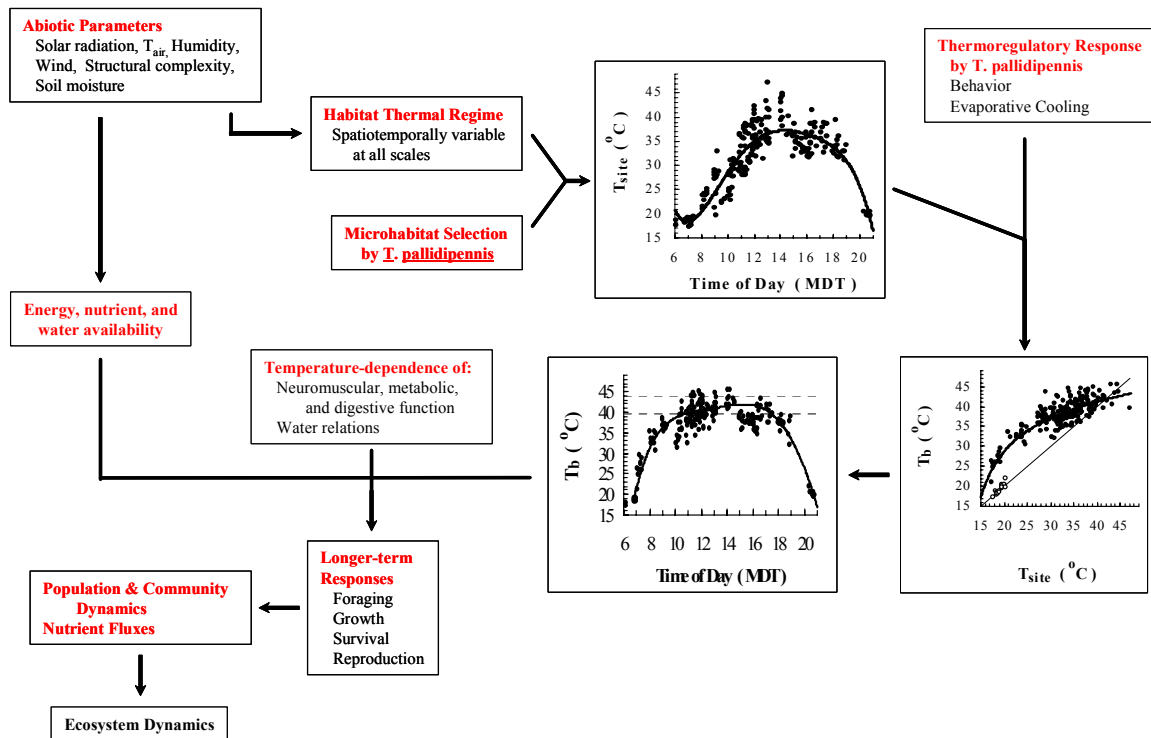 Abiotic Parameters
Solar radiation, Tair, Humidity,
Wind, Structural complexity,
Soil moisture
Habitat Thermal Regime
Spatiotemporally variable
at all scales
Microhabitat Selection
by T. pallidipennis
Tsite (°C)
45
40
35
30
25
20
15
6 8 10 12 14 16 18 20
Time of Day (MDT)
Thermoregulatory Response
by T. pallidipennis
Behavior
Evaporative Cooling
Energy, nutrient, and
water availability
Temperature-dependence of:
Neuromuscular, metabolic,
and digestive function
Water relations
Tb (°C)
45
40
35
30
25
20
15
6 8 10 12 14 16 18 20
Time of Day (MDT)
Tb (°C)
45
40
35
30
25
20
15
15 20 25 30 35 40 45
Tsite (°C)
Longer-term
Responses
Foraging
Growth
Survival
Reproduction
Population & Community
Dynamics
Nutrient Fluxes
Ecosystem Dynamics